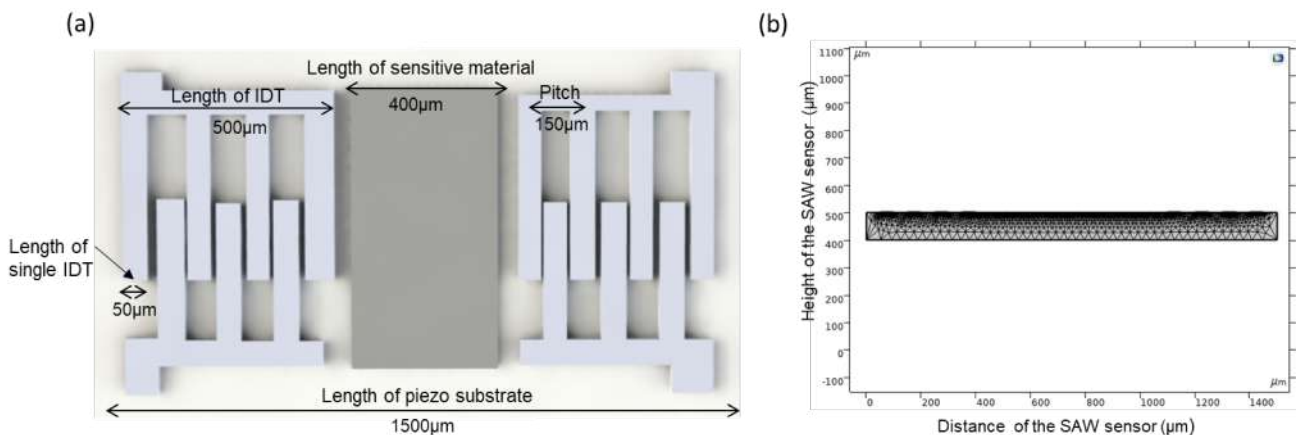 (a)
Length of sensitive material
400µm
Length of IDT
500µm
Pitch
150µm
Length of
single IDT
50µm
Length of piezo substrate
1500µm
(b)
µm
1100
1000
900
800
700
600
500
400
300
200
100
0
-100
Height of the SAW sensor (µm)
µm
0 200 400 600 800 1000 1200 1400
Distance of the SAW sensor (µm)